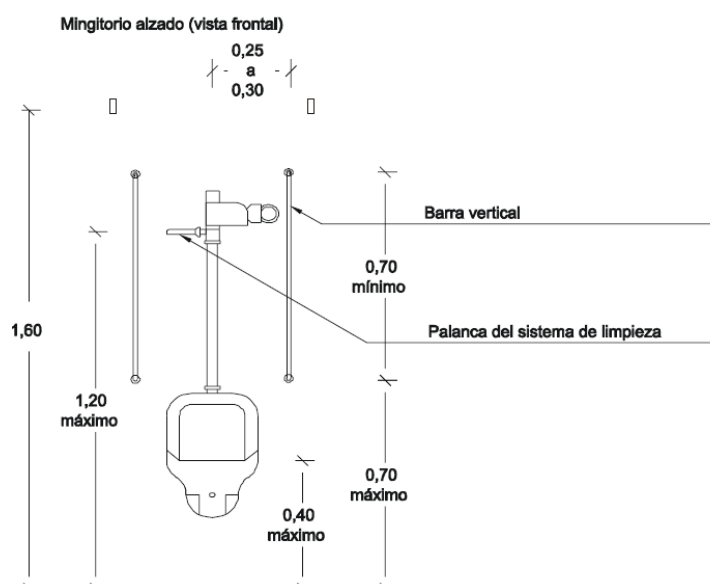 Mingitorio alzado (vista frontal)
0,25
a
0,30
Barra vertical
0,70
mínimo
1,60
Palanca del sistema de limpieza
1,20
máximo
0,70
máximo
0,40
máximo